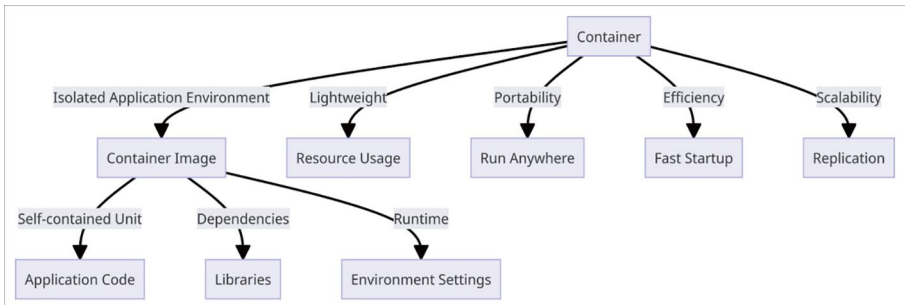 Container
Isolated Application Environment
Lightweight
Portability
Efficiency
Scalability
Container Image
Resource Usage
Run Anywhere
Fast Startup
Replication
Self-contained Unit
Dependencies
Runtime
Application Code
Libraries
Environment Settings